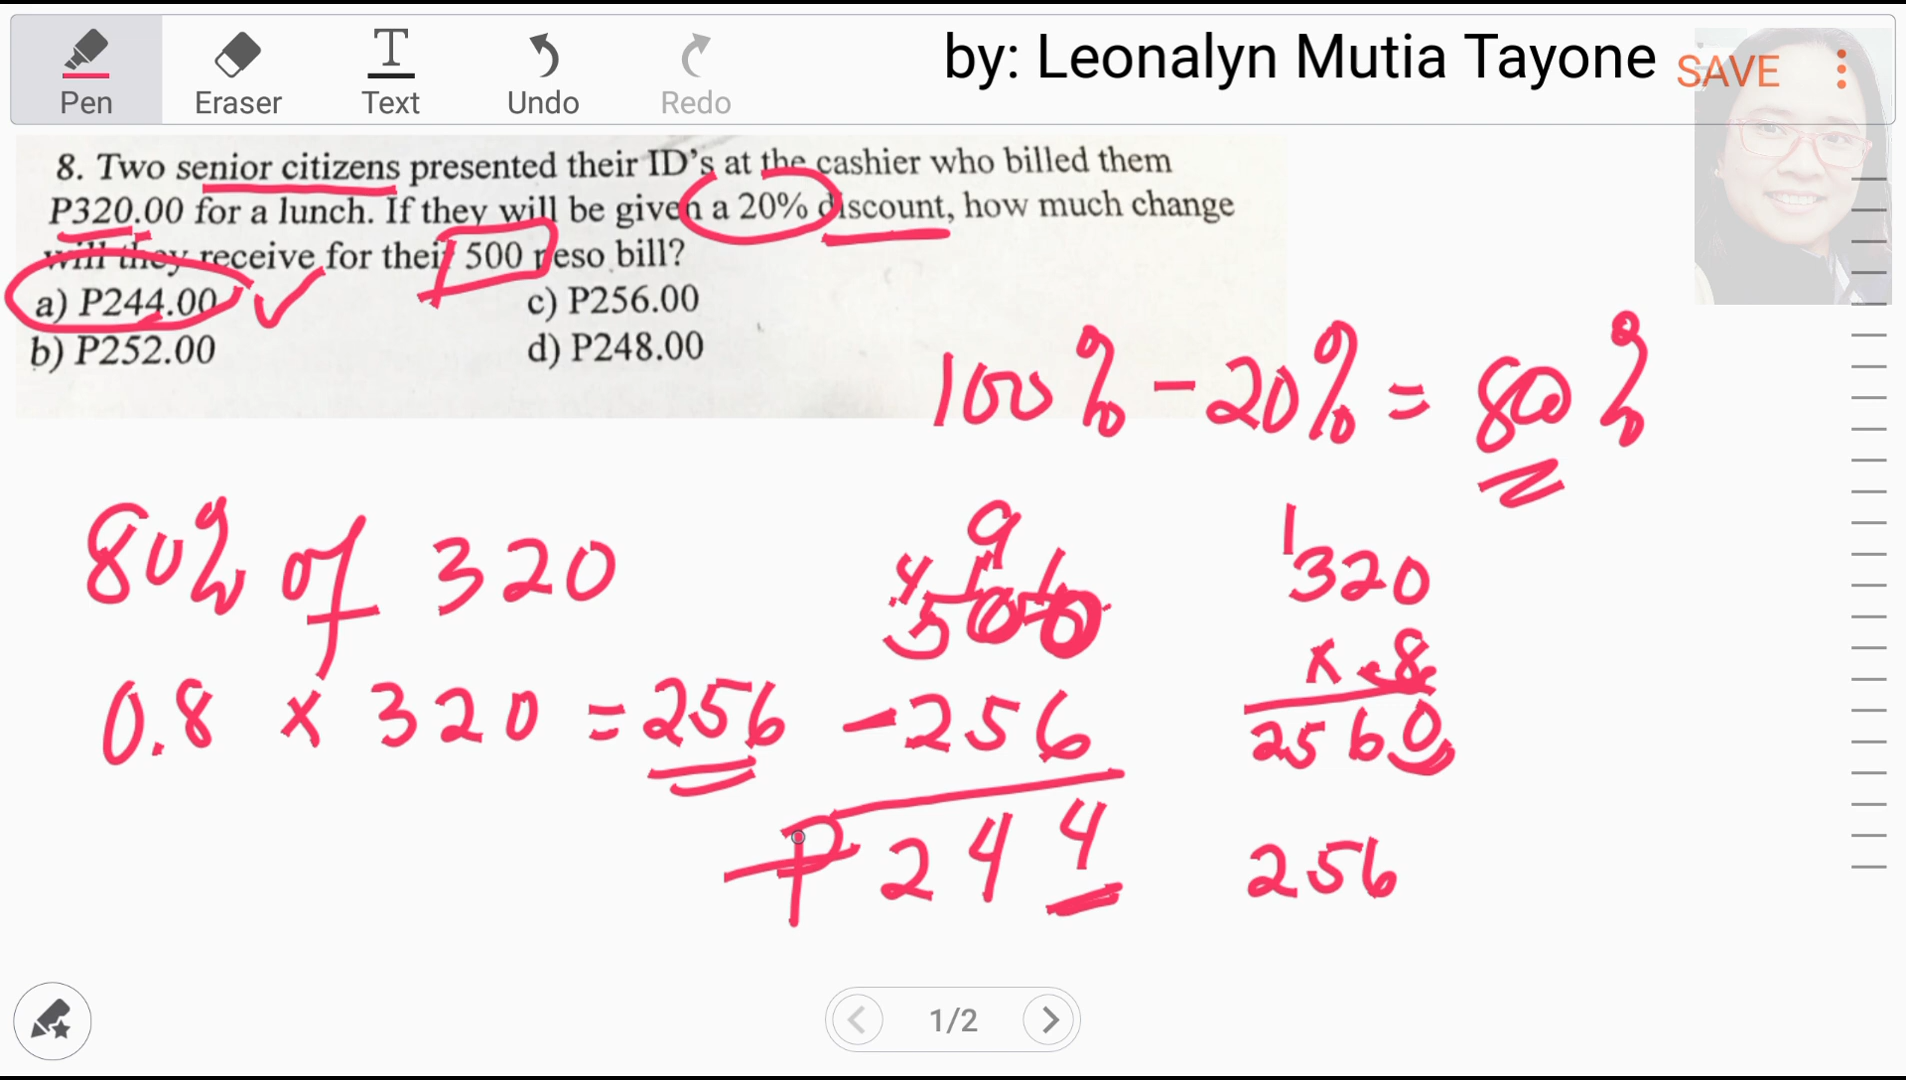 by: Leonalyn Mutia Tayone
SAVE
Pen
Eraser
T
Text
Undo
Redo
8. Two senior citizens presented their ID's at the cashier who billed them
P320.00 for a lunch. If they will be given a 20% discount, how much change
will they receive for their 500 peso bill?
a) P244.00
c) P256.00
b) P252.00
d) P248.00
100% - 20% = 80%
80% of 320
0.8 x 320 = 256
9
4 1 1
500
- 256
P 244
1
320
x .8
2560
256
1/2